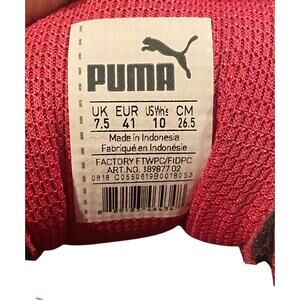 PUMA
UK EUR US Wns CM
7.5 41 10 26.5
Made in Indonesia
Fabriqué en Indonésie
FACTORY FTWPC/FIDPC
ART.NO. 189877 02